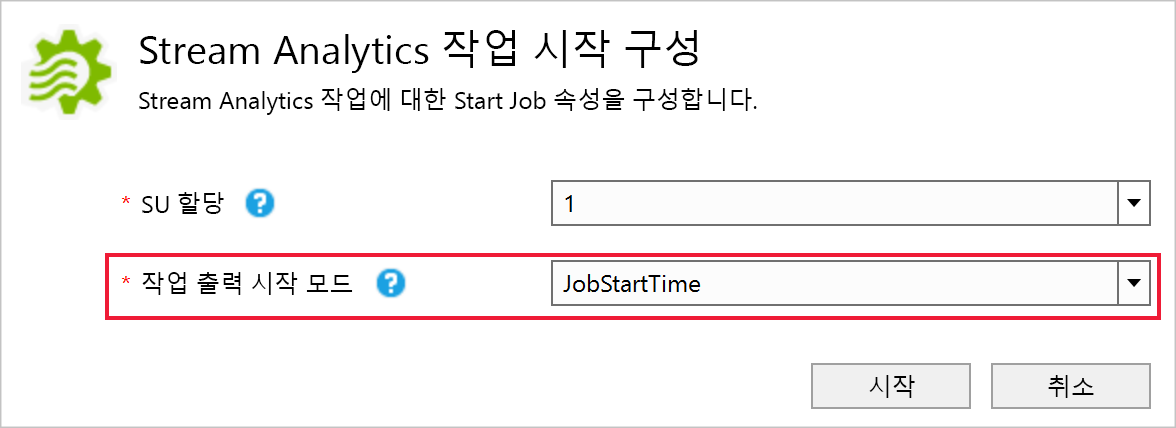 Stream Analytics 작업 시작 구성
Stream Analytics 작업에 대한 Start Job 속성을 구성합니다.
* SU 할당 ? 1
* 작업 출력 시작 모드 ? JobStartTime
시작 취소